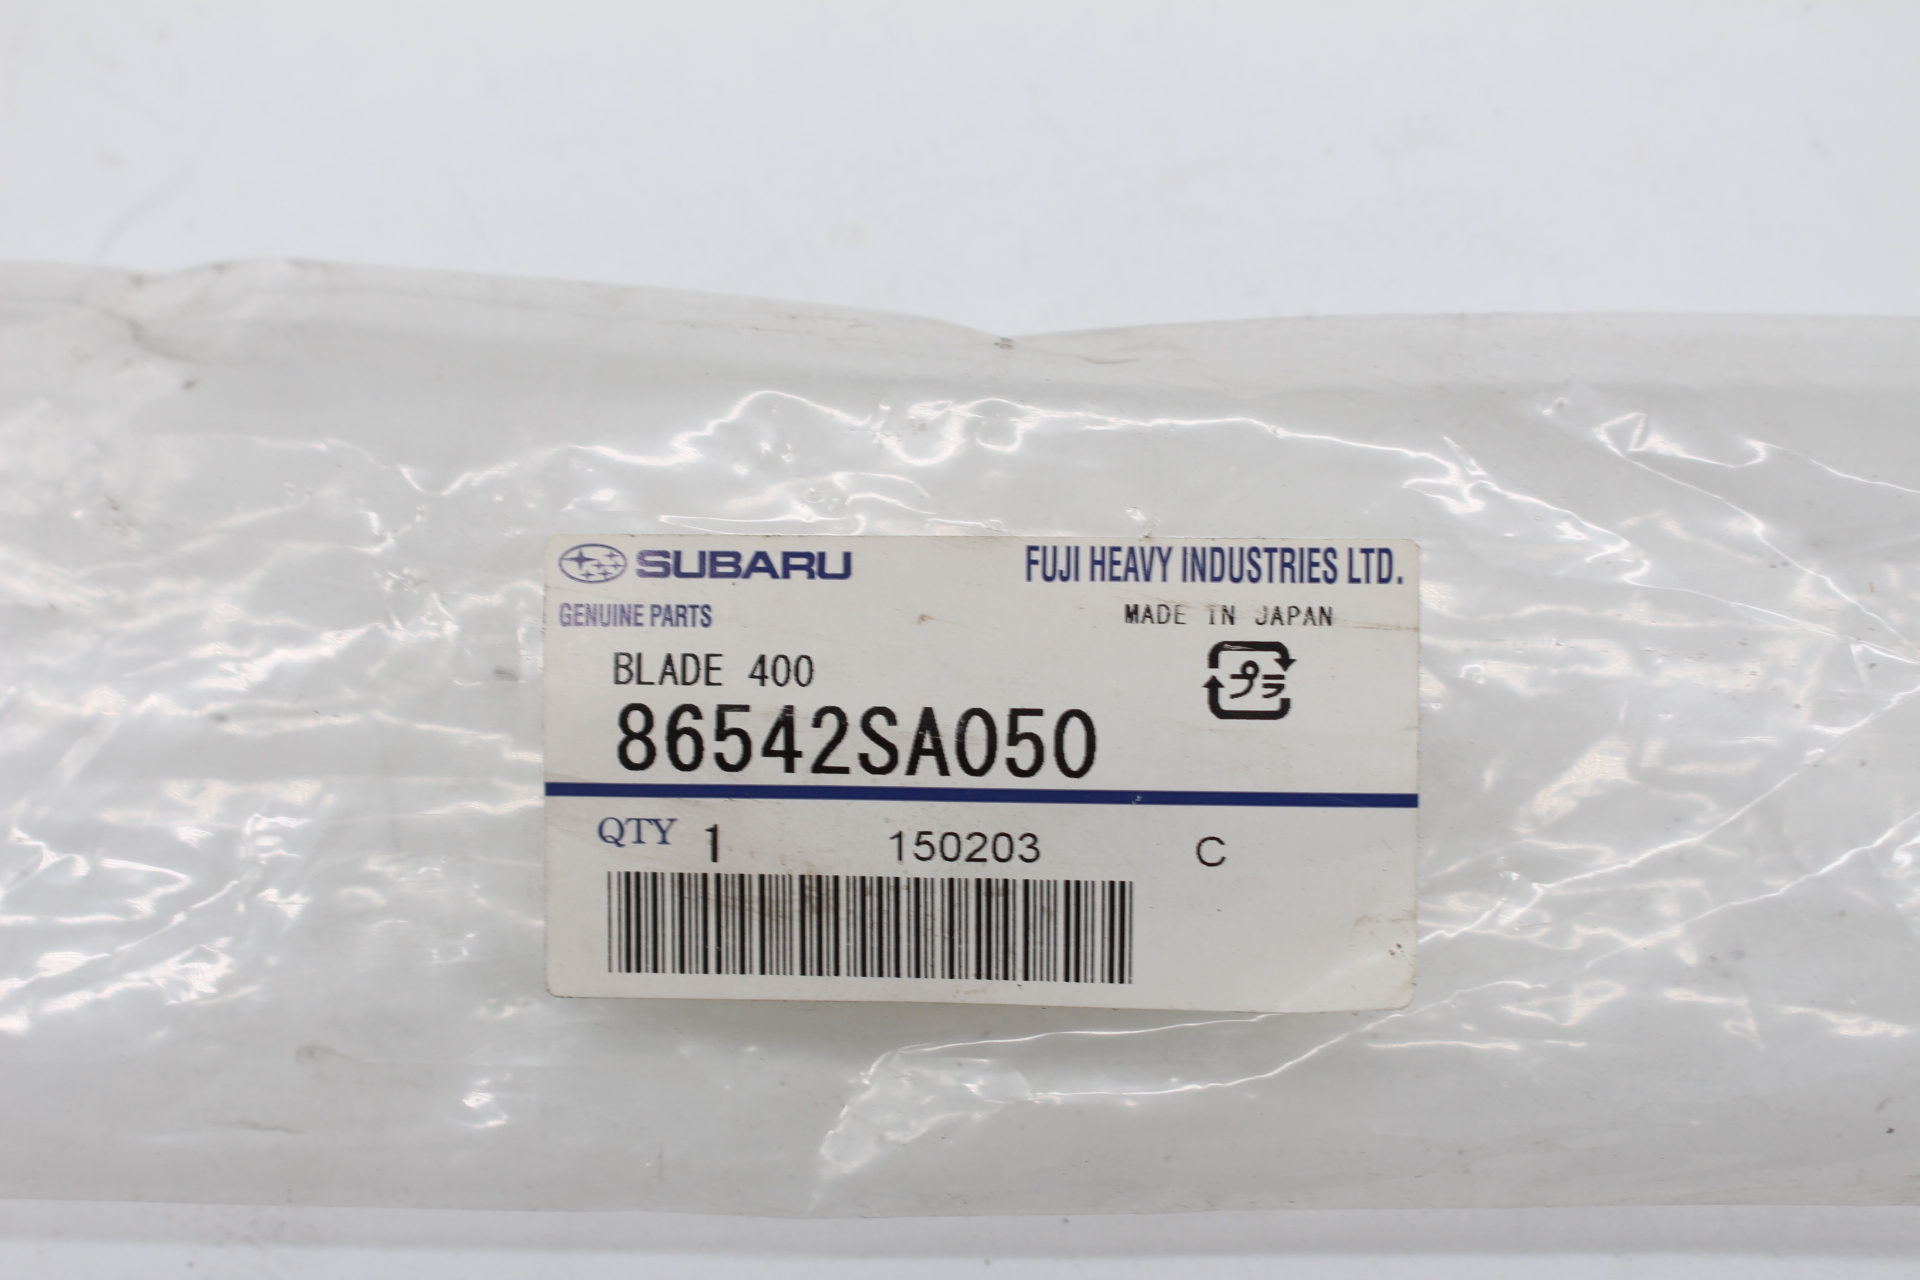 SUBARU FUJI HEAVY INDUSTRIES LTD.
GENUINE PARTS MADE IN JAPAN
BLADE 400
プラ
86542SA050
QTY 1 150203 C